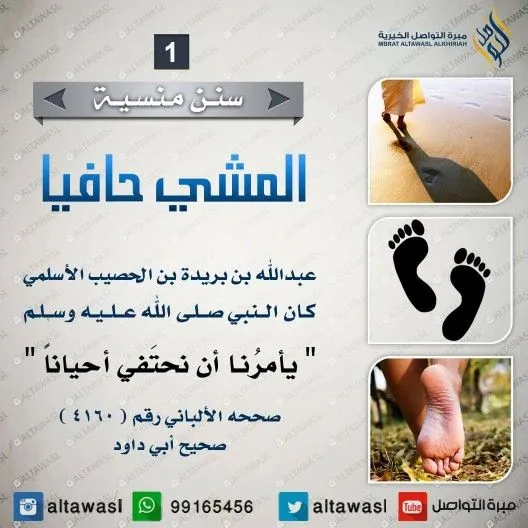 مبرة التواصل الخيرية
MBRAT ALTAWASL ALKHIRIAH
1
سنن منسية
المشي حافيا
عبدالله بن بريدة بن الحصيب الأسلمي
كان النبي صلى الله عليه وسلم
" يأمرُنا أن نحتَفي أحياناً "
صححه الألباني رقم ( ٤١٦٠ )
صحيح أبي داود
altawasl 99165456 altawasl You Tube مبرة التواصل